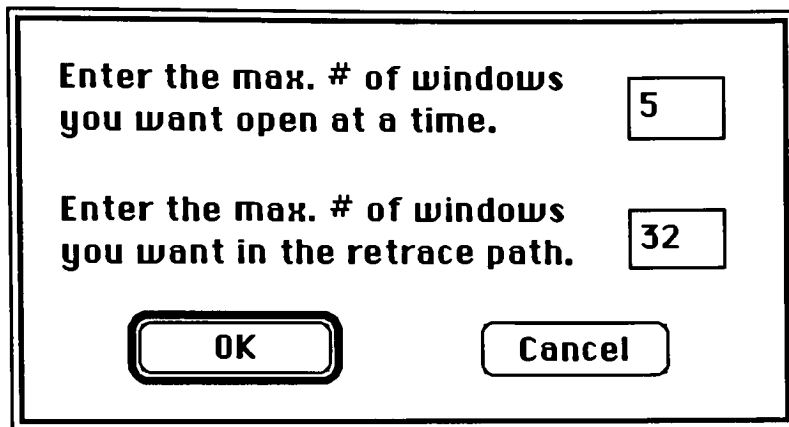 Enter the max. # of windows
you want open at a time.
5
Enter the max. # of windows
you want in the retrace path.
32
OK
Cancel